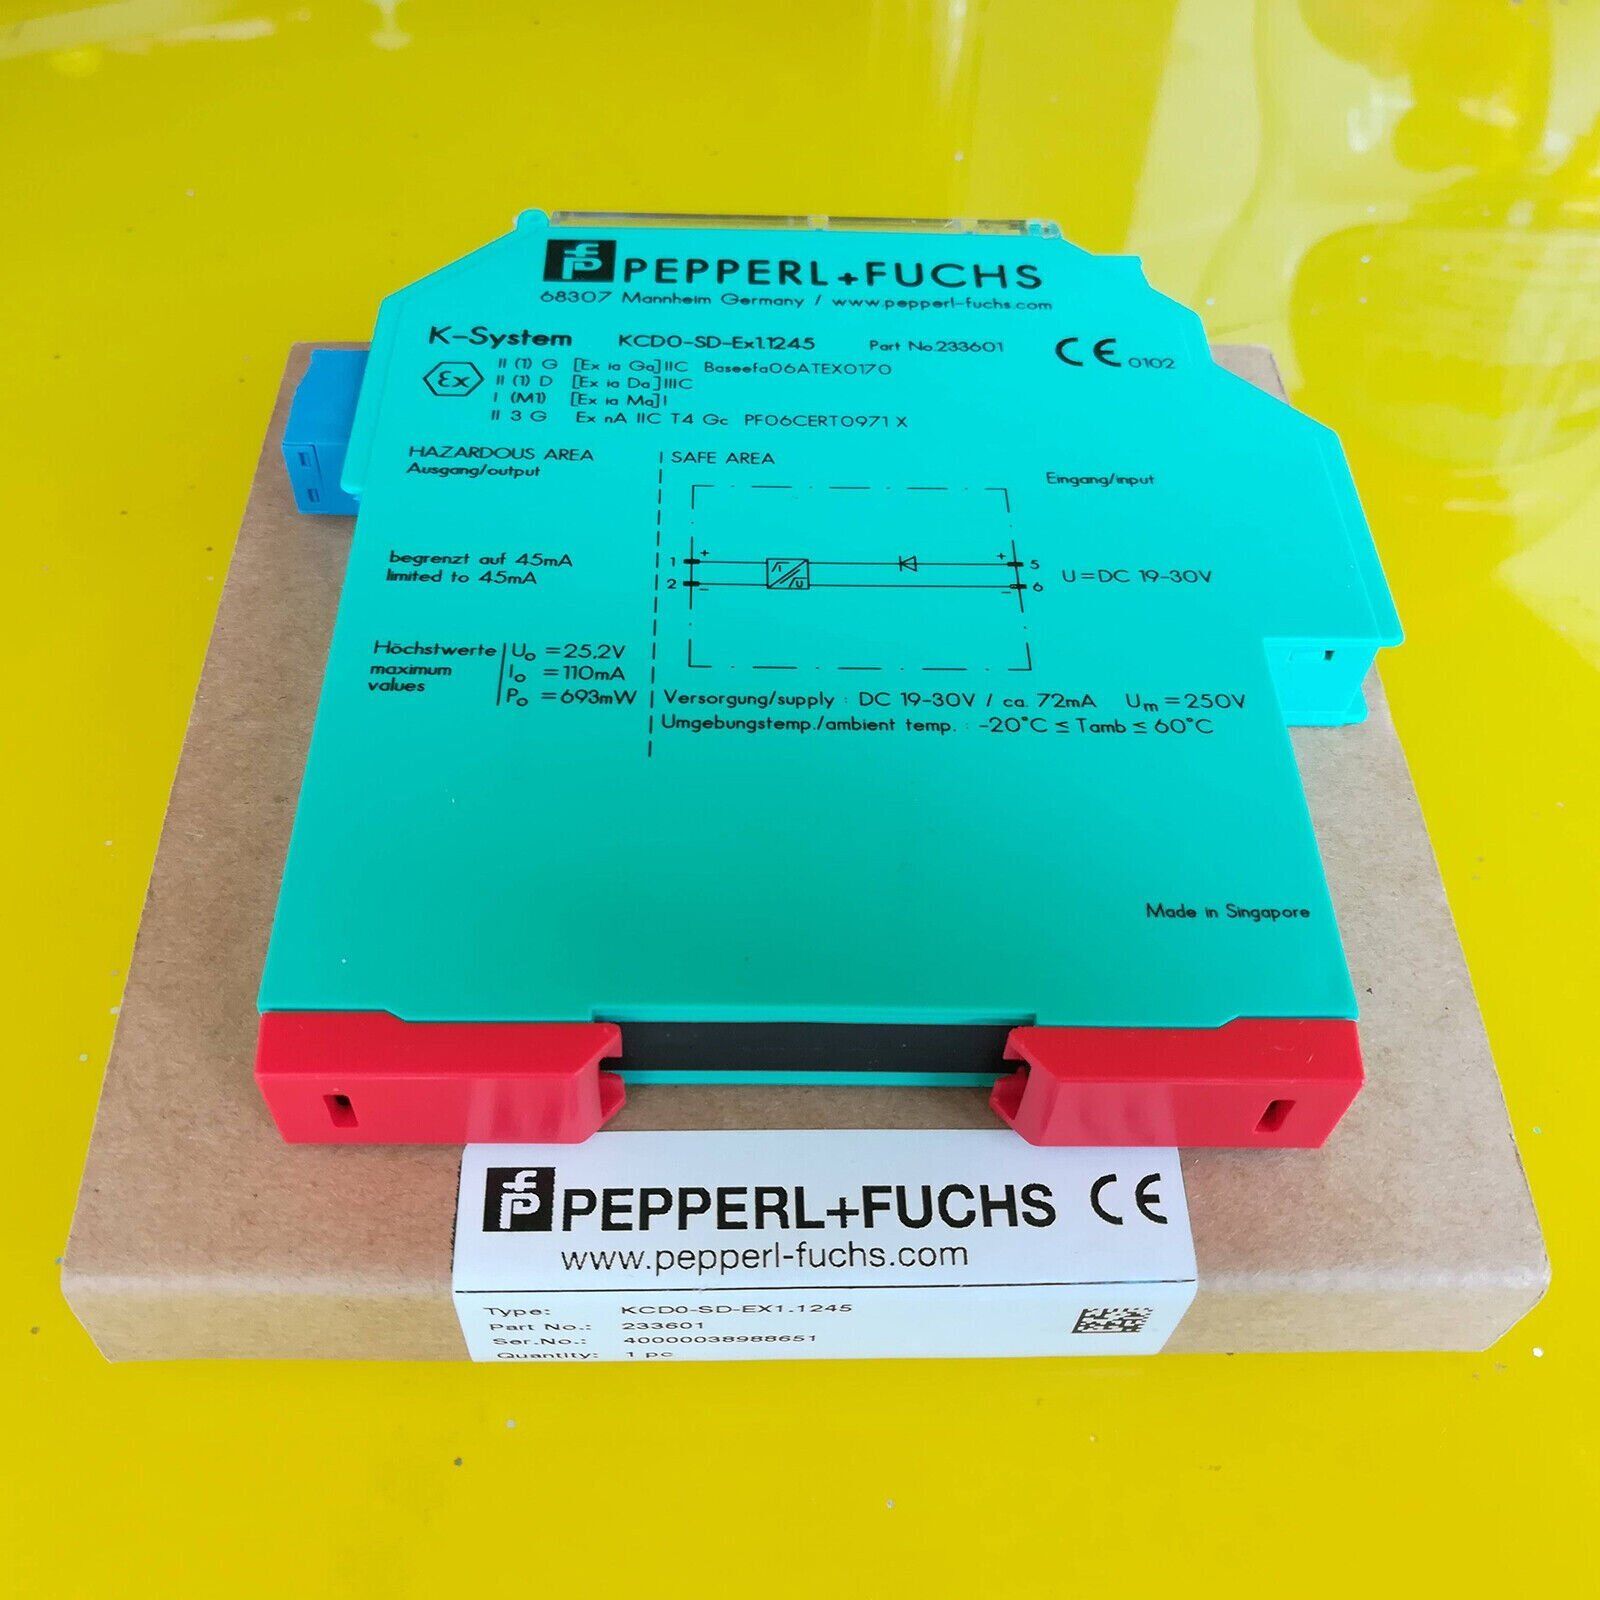 PEPPERL+FUCHS
68307 Mannheim Germany / www.pepperl-fuchs.com
K-System KCD0-SD-Ex1.1245 Part No.233601 CE 0102
Ex II (1) G [Ex ia Ga]IIC Baseefa06ATEX0170
II (1) D [Ex ia Da]IIIC
I (M1) [Ex ia Ma]I
II 3 G Ex nA IIC T4 Gc PF06CERT0971 X
HAZARDOUS AREA SAFE AREA
Ausgang/output Eingang/input
begrenzt auf 45mA
limited to 45mA
1 + + 5
2 - - 6
I/U
U=DC 19-30V
Höchstwerte
maximum
values
Uo = 25,2V
Io = 110mA
Po = 693mW
Versorgung/supply : DC 19-30V / ca. 72mA Um = 250V
Umgebungstemp./ambient temp. : -20°C ≤ Tamb ≤ 60°C
Made in Singapore
PEPPERL+FUCHS CE
www.pepperl-fuchs.com
Type: KCD0-SD-EX1.1245
Part No.: 233601
Ser.No.: 40000038988651
Quantity: 1 pc